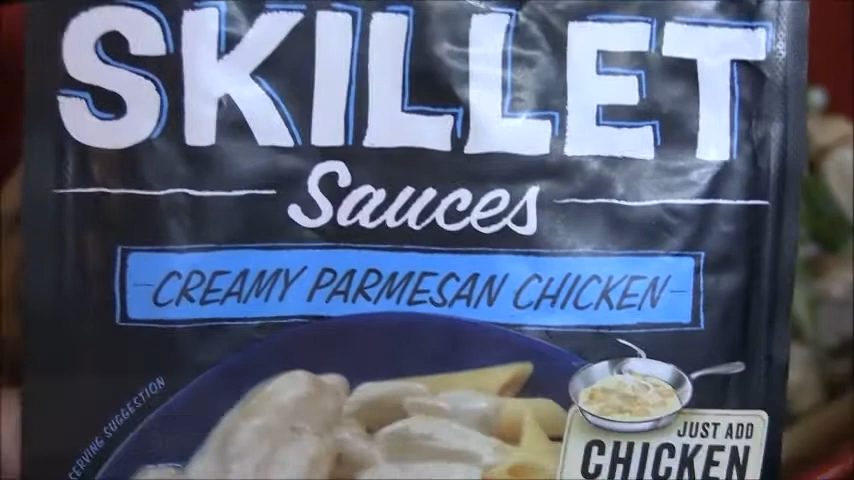 SKILLET
Sauces
CREAMY PARMESAN CHICKEN
SERVING SUGGESTION
JUST ADD
CHICKEN